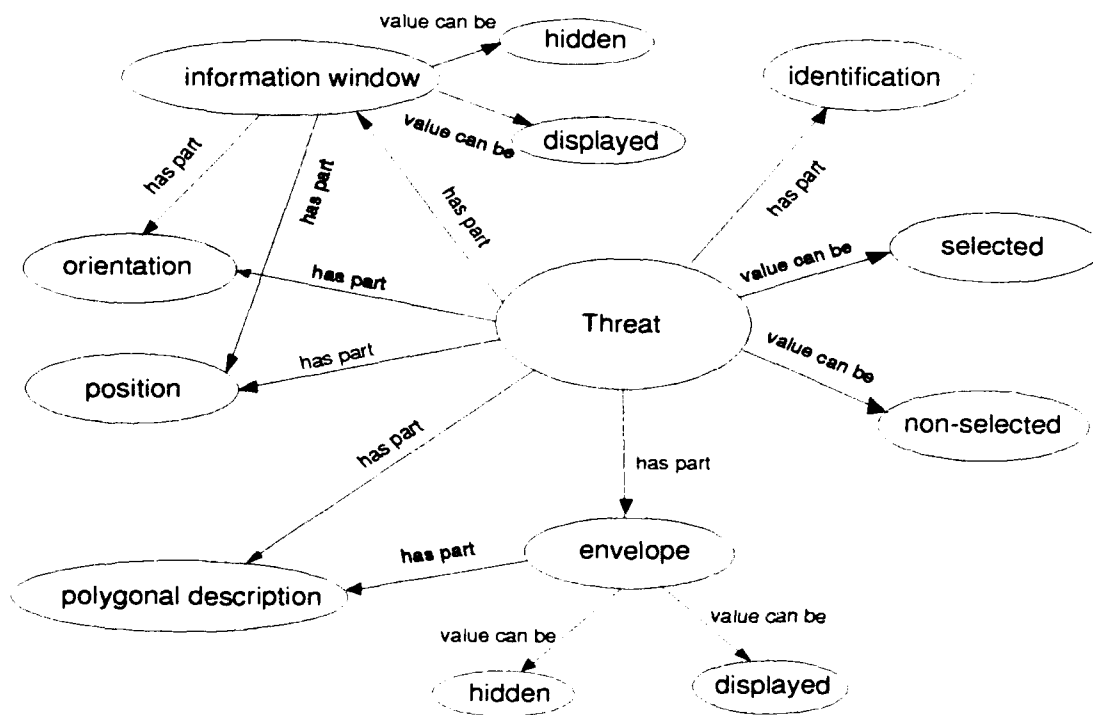 value can be
hidden
information window
identification
value can be
displayed
has part
has part
has part
has part
orientation
has part
value can be
selected
Threat
has part
value can be
position
non-selected
has part
has part
has part
envelope
polygonal description
value can be
value can be
hidden
displayed